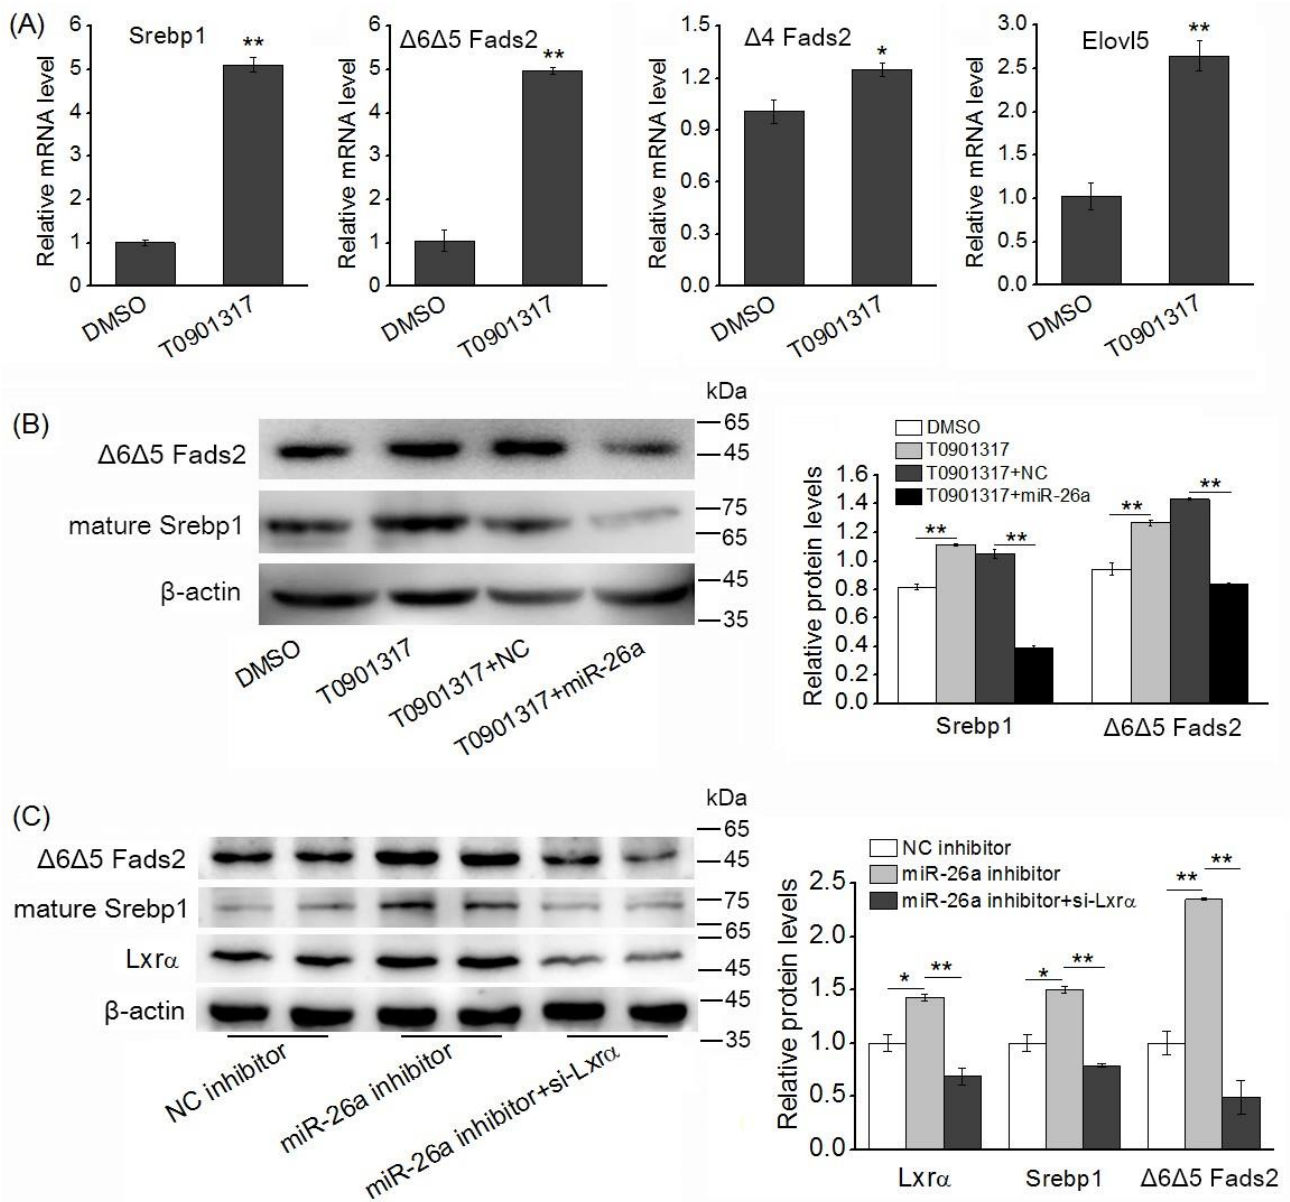 (A)
Relative mRNA level
6
5
4
3
2
1
0
Srebp1
**
DMSO
T0901317
Relative mRNA level
6
5
4
3
2
1
0
Δ6Δ5 Fads2
**
DMSO
T0901317
Relative mRNA level
1.5
1.2
0.9
0.6
0.3
0.0
Δ4 Fads2
*
DMSO
T0901317
Relative mRNA level
3.0
2.5
2.0
1.5
1.0
0.5
0.0
Elovl5
**
DMSO
T0901317
(B)
kDa
Δ6Δ5 Fads2
65
45
mature Srebp1
75
65
β-actin
45
35
DMSO
T0901317
T0901317+NC
T0901317+miR-26a
DMSO
T0901317
T0901317+NC
T0901317+miR-26a
Relative protein levels
1.6
1.4
1.2
1.0
0.8
0.6
0.4
0.2
0.0
** **
** **
Srebp1
Δ6Δ5 Fads2
(C)
kDa
Δ6Δ5 Fads2
65
45
mature Srebp1
75
65
Lxrα
45
β-actin
45
35
NC inhibitor
miR-26a inhibitor
miR-26a inhibitor+si-Lxrα
NC inhibitor
miR-26a inhibitor
miR-26a inhibitor+si-Lxrα
Relative protein levels
2.5
2.0
1.5
1.0
0.5
0.0
* **
* **
** **
Lxrα
Srebp1
Δ6Δ5 Fads2